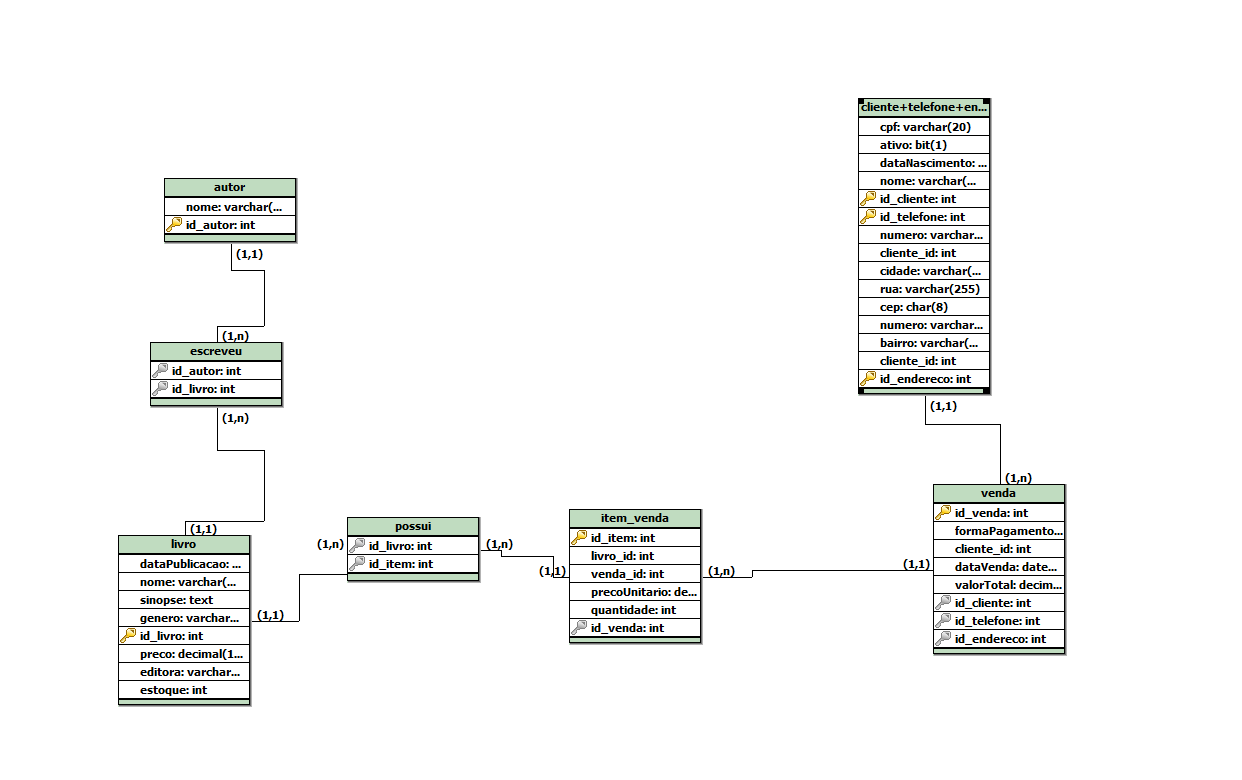 cliente+telefone+en...
cpf: varchar(20)
ativo: bit(1)
dataNascimento: ...
nome: varchar(...
id_cliente: int
id_telefone: int
numero: varchar...
cliente_id: int
cidade: varchar(...
rua: varchar(255)
cep: char(8)
numero: varchar...
bairro: varchar(...
cliente_id: int
id_endereco: int
(1,1)
autor
nome: varchar(...
id_autor: int
(1,1)
(1,n)
escreveu
id_autor: int
id_livro: int
(1,n)
(1,1)
livro
dataPublicacao: ...
nome: varchar(...
sinopse: text
genero: varchar...
id_livro: int
preco: decimal(1...
editora: varchar...
estoque: int
(1,1)
(1,n)
possui
id_livro: int
id_item: int
(1,n)
(1,1)
item_venda
id_item: int
livro_id: int
venda_id: int
precoUnitario: de...
quantidade: int
id_venda: int
(1,n)
(1,1)
(1,n)
venda
id_venda: int
formaPagamento...
cliente_id: int
dataVenda: date...
valorTotal: decim...
id_cliente: int
id_telefone: int
id_endereco: int